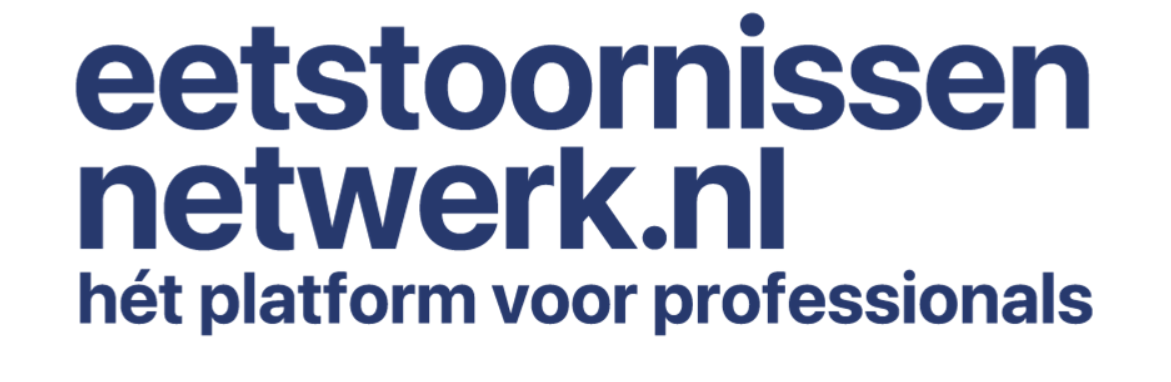 eetstoornissen
netwerk.nl
hét platform voor professionals